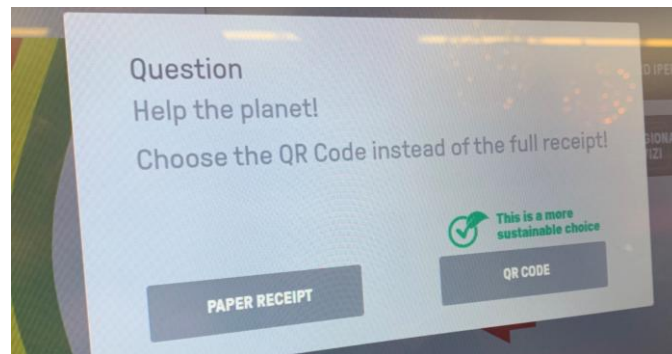 Question
Help the planet!
Choose the QR Code instead of the full receipt!
This is a more
sustainable choice
PAPER RECEIPT
QR CODE